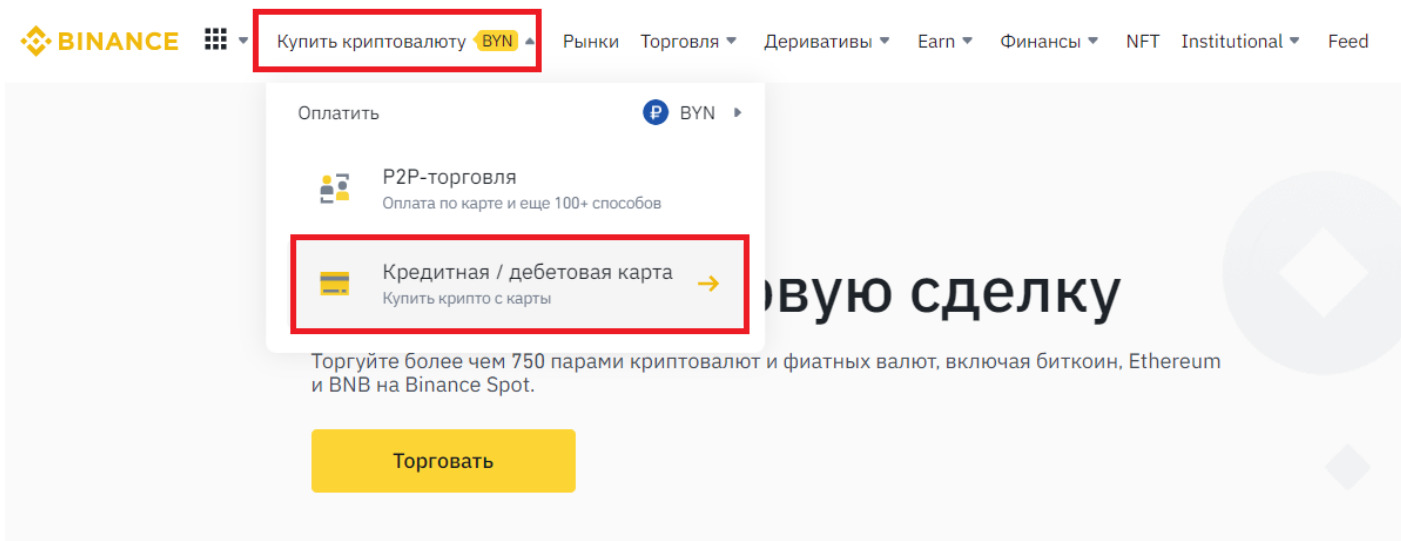 BINANCE Купить криптовалюту BYN Рынки Торговля Деривативы Earn Финансы NFT Institutional Feed
Оплатить BYN
P2P-торговля
Оплата по карте и еще 100+ способов
Кредитная / дебетовая карта
Купить крипто с карты
овую сделку
Торгуйте более чем 750 парами криптовалют и фиатных валют, включая биткоин, Ethereum
и BNB на Binance Spot.
Торговать